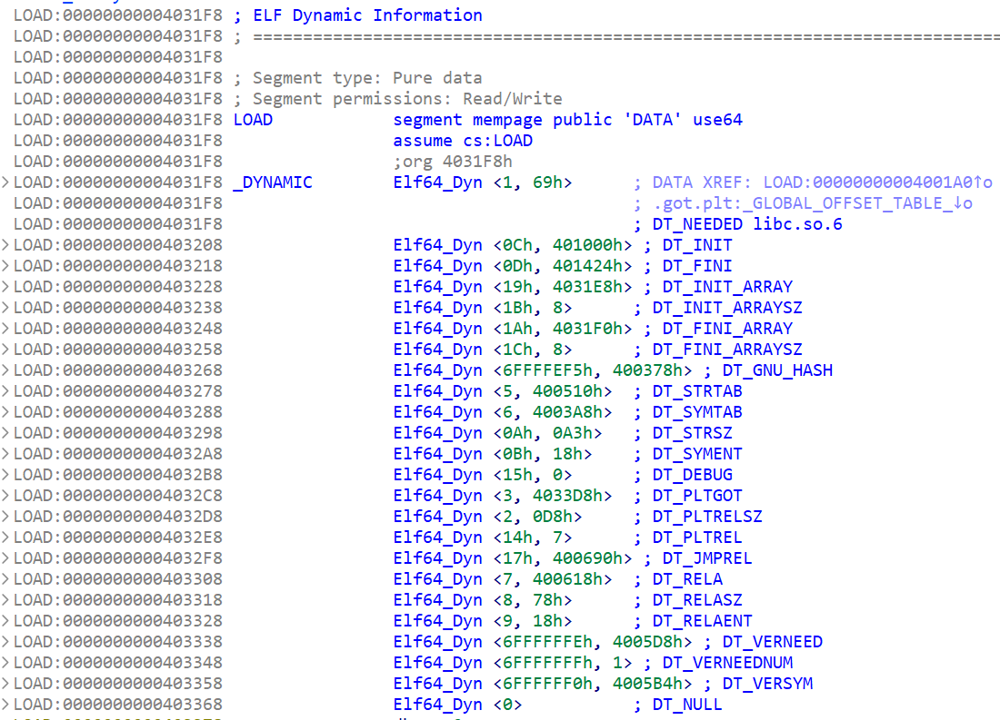 LOAD:00000000004031F8 ; ELF Dynamic Information
LOAD:00000000004031F8 ; ===========================================================================
LOAD:00000000004031F8
LOAD:00000000004031F8 ; Segment type: Pure data
LOAD:00000000004031F8 ; Segment permissions: Read/Write
LOAD:00000000004031F8 LOAD segment mempage public 'DATA' use64
LOAD:00000000004031F8 assume cs:LOAD
LOAD:00000000004031F8 ;org 4031F8h
LOAD:00000000004031F8 _DYNAMIC Elf64_Dyn <1, 69h> ; DATA XREF: LOAD:00000000004001A0↑o
LOAD:00000000004031F8 ; .got.plt:_GLOBAL_OFFSET_TABLE_↓o
LOAD:00000000004031F8 ; DT_NEEDED libc.so.6
LOAD:0000000000403208 Elf64_Dyn <0Ch, 401000h> ; DT_INIT
LOAD:0000000000403218 Elf64_Dyn <0Dh, 401424h> ; DT_FINI
LOAD:0000000000403228 Elf64_Dyn <19h, 4031E8h> ; DT_INIT_ARRAY
LOAD:0000000000403238 Elf64_Dyn <1Bh, 8> ; DT_INIT_ARRAYSZ
LOAD:0000000000403248 Elf64_Dyn <1Ah, 4031F0h> ; DT_FINI_ARRAY
LOAD:0000000000403258 Elf64_Dyn <1Ch, 8> ; DT_FINI_ARRAYSZ
LOAD:0000000000403268 Elf64_Dyn <6FFFFEF5h, 400378h> ; DT_GNU_HASH
LOAD:0000000000403278 Elf64_Dyn <5, 400510h> ; DT_STRTAB
LOAD:0000000000403288 Elf64_Dyn <6, 4003A8h> ; DT_SYMTAB
LOAD:0000000000403298 Elf64_Dyn <0Ah, 0A3h> ; DT_STRSZ
LOAD:00000000004032A8 Elf64_Dyn <0Bh, 18h> ; DT_SYMENT
LOAD:00000000004032B8 Elf64_Dyn <15h, 0> ; DT_DEBUG
LOAD:00000000004032C8 Elf64_Dyn <3, 4033D8h> ; DT_PLTGOT
LOAD:00000000004032D8 Elf64_Dyn <2, 0D8h> ; DT_PLTRELSZ
LOAD:00000000004032E8 Elf64_Dyn <14h, 7> ; DT_PLTREL
LOAD:00000000004032F8 Elf64_Dyn <17h, 400690h> ; DT_JMPREL
LOAD:0000000000403308 Elf64_Dyn <7, 400618h> ; DT_RELA
LOAD:0000000000403318 Elf64_Dyn <8, 78h> ; DT_RELASZ
LOAD:0000000000403328 Elf64_Dyn <9, 18h> ; DT_RELAENT
LOAD:0000000000403338 Elf64_Dyn <6FFFFFFEh, 4005D8h> ; DT_VERNEED
LOAD:0000000000403348 Elf64_Dyn <6FFFFFFFh, 1> ; DT_VERNEEDNUM
LOAD:0000000000403358 Elf64_Dyn <6FFFFFF0h, 4005B4h> ; DT_VERSYM
LOAD:0000000000403368 Elf64_Dyn <0> ; DT_NULL